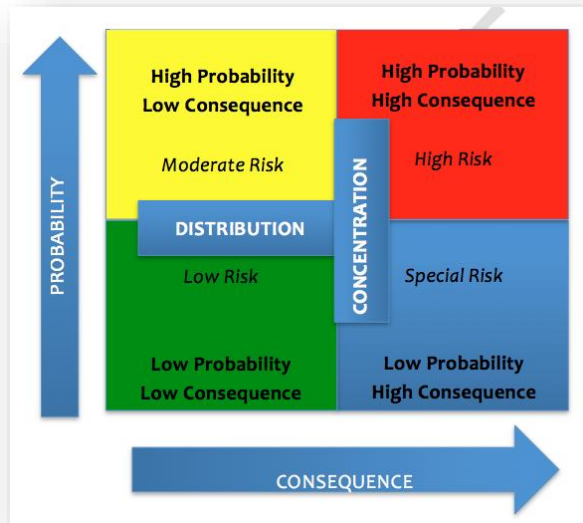 PROBABILITY
High Probability
Low Consequence
Moderate Risk
High Probability
High Consequence
High Risk
DISTRIBUTION
CONCENTRATION
Low Risk
Low Probability
Low Consequence
Special Risk
Low Probability
High Consequence
CONSEQUENCE